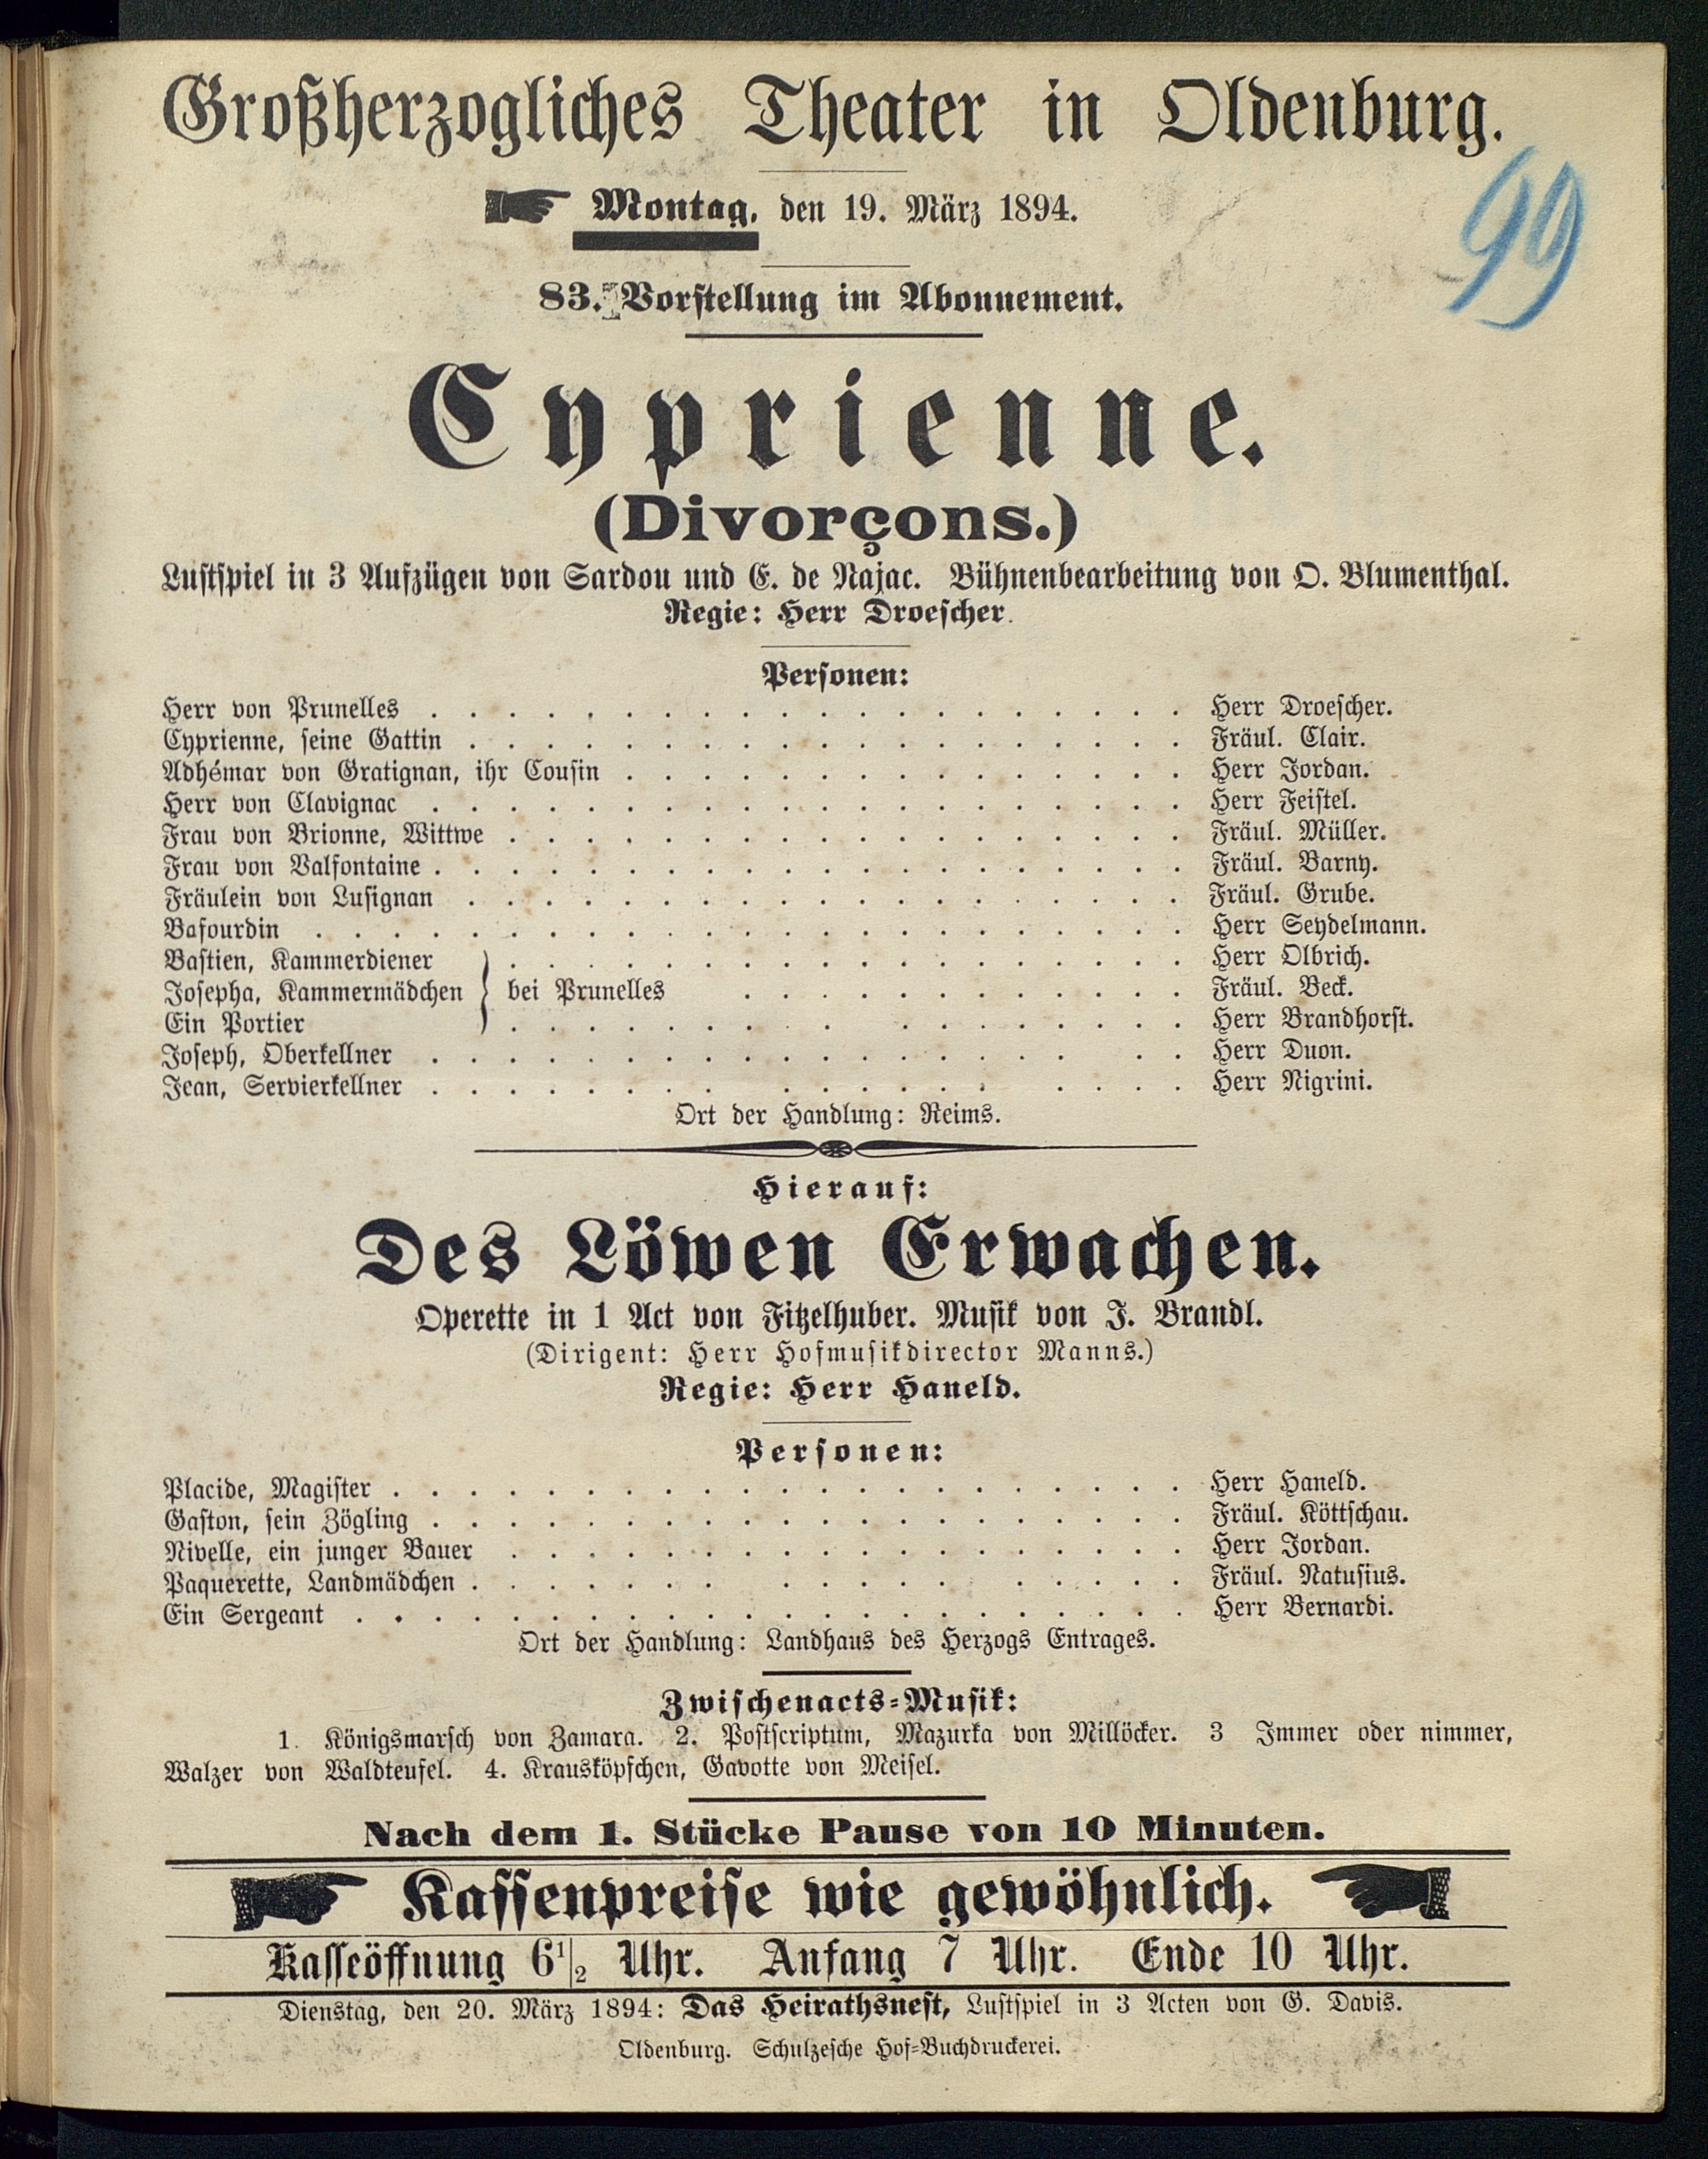 Großherzogliches Theater in Oldenburg.
99
Montag, den 19. März 1894.
83. Vorstellung im Abonnement.
Cyprienne.
(Divorçons.)
Lustspiel in 3 Aufzügen von Sardou und E. de Najac. Bühnenbearbeitung von O. Blumenthal.
Regie: Herr Droescher.
Personen:
Herr von Prunelles . . . . . . . . . . . . . . . . . . . . Herr Droescher.
Cyprienne, seine Gattin . . . . . . . . . . . . . . . . . . . Fräul. Clair.
Adhémar von Gratignan, ihr Cousin . . . . . . . . . . . . . . . Herr Jordan.
Herr von Clavignac . . . . . . . . . . . . . . . . . . . . Herr Feistel.
Frau von Brionne, Wittwe . . . . . . . . . . . . . . . . . . Fräul. Müller.
Frau von Valfontaine . . . . . . . . . . . . . . . . . . . . Fräul. Barny.
Fräulein von Lusignan . . . . . . . . . . . . . . . . . . . Fräul. Grube.
Bafourdin . . . . . . . . . . . . . . . . . . . . . . . Herr Seydelmann.
Bastien, Kammerdiener . . . . . . . . . . . . . . . . . . Herr Olbrich.
Josepha, Kammermädchen } bei Prunelles . . . . . . . . . . . . Fräul. Beck.
Ein Portier . . . . . . . . . . . . . . . . . Herr Brandhorst.
Joseph, Oberkellner . . . . . . . . . . . . . . . . . . . Herr Duon.
Jean, Servierkellner . . . . . . . . . . . . . . . . . . . Herr Nigrini.
Ort der Handlung: Reims.
Hierauf:
Des Löwen Erwachen.
Operette in 1 Act von Fitzelhuber. Musik von J. Brandl.
(Dirigent: Herr Hofmusikdirector Manns.)
Regie: Herr Haneld.
Personen:
Placide, Magister . . . . . . . . . . . . . . . . . . . . . Herr Haneld.
Gaston, sein Zögling . . . . . . . . . . . . . . . . . . . . Fräul. Köttschau.
Nivelle, ein junger Bauer . . . . . . . . . . . . . . . . . . Herr Jordan.
Paquerette, Landmädchen . . . . . . . . . . . . . . . . . Fräul. Natusius.
Ein Sergeant . . . . . . . . . . . . . . . . . . . . . . Herr Bernardi.
Ort der Handlung: Landhaus des Herzogs Entrages.
Zwischenacts-Musik:
1. Königsmarsch von Zamara. 2. Postscriptum, Mazurka von Millöcker. 3 Immer oder nimmer,
Walzer von Waldteufel. 4. Krausköpfchen, Gavotte von Meisel.
Nach dem 1. Stücke Pause von 10 Minuten.
Kassenpreise wie gewöhnlich.
Kasseöffnung 6 1/2 Uhr. Anfang 7 Uhr. Ende 10 Uhr.
Dienstag, den 20. März 1894: Das Heirathsnest, Lustspiel in 3 Acten von G. Davis.
Oldenburg. Schulzesche Hof-Buchdruckerei.